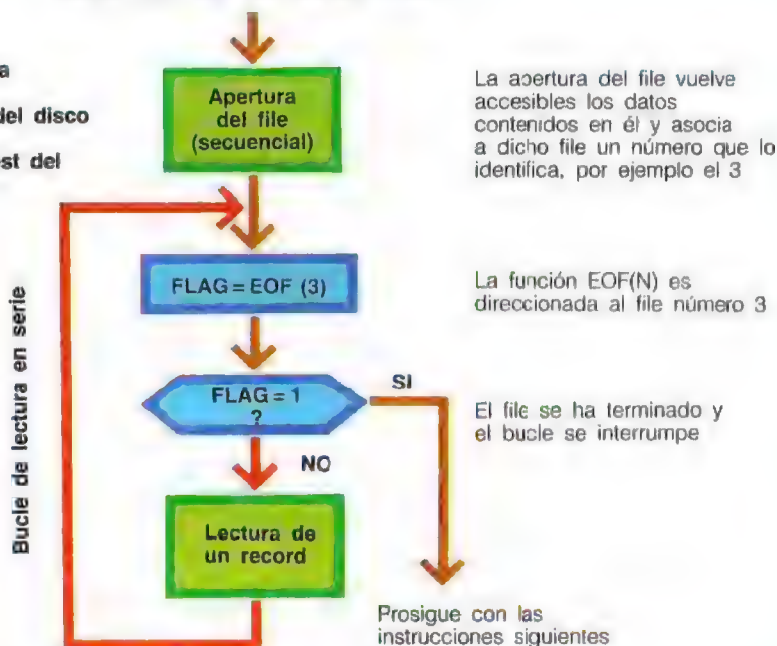 a
del disco
est del
Apertura
del file
(secuencial)
La apertura del file vuelve
accesibles los datos
contenidos en él y asocia
a dicho file un número que lo
identifica, por ejemplo el 3
Bucle de lectura en serie
FLAG=EOF (3)
La función EOF(N) es
direccionada al file número 3
FLAG=1
?
SI
El file se ha terminado y
el bucle se interrumpe
NO
Lectura de
un record
Prosigue con las
instrucciones siguientes